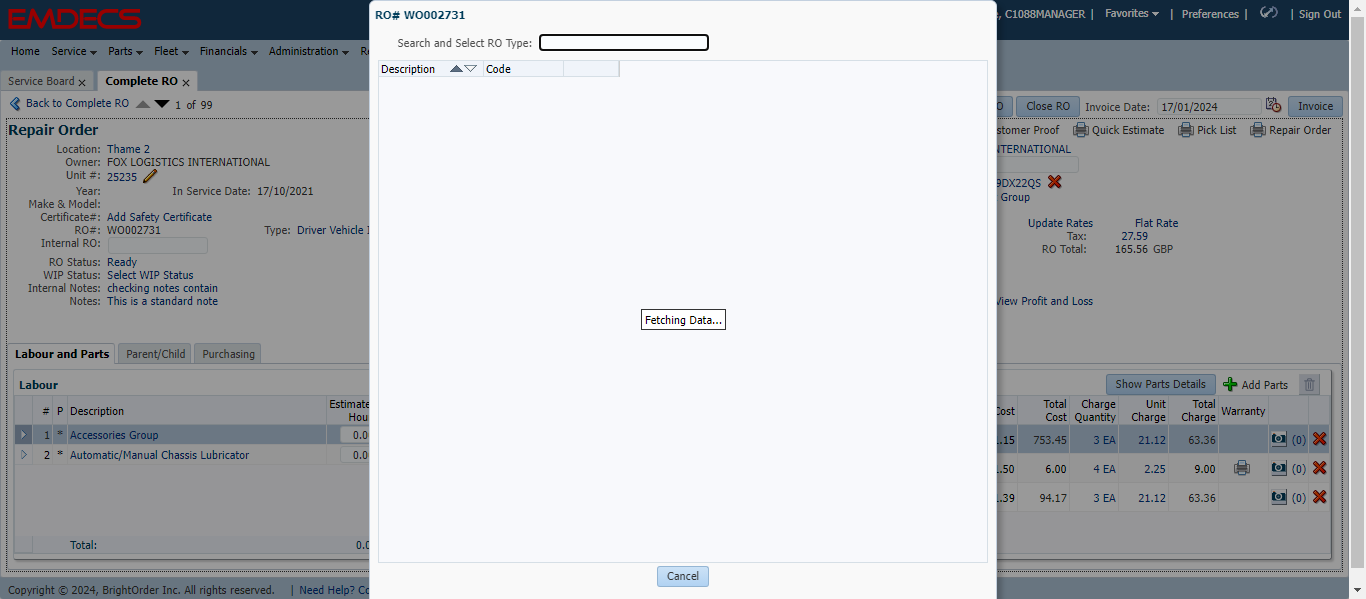 EMDECS
, C1088MANAGER | Favorites | Preferences | | Sign Out
Home Service Parts Fleet Financials Administration
Service Board x Complete RO x
Back to Complete RO 1 of 99
Close RO Invoice Date: 17/01/2024 Invoice
Repair Order
Customer Proof Quick Estimate Pick List Repair Order
Location: Thame 2
Owner: FOX LOGISTICS INTERNATIONAL
Unit #: 25235
Year: In Service Date: 17/10/2021
Make & Model:
Certificate#: Add Safety Certificate
RO#: WO002731 Type: Driver Vehicle I
Internal RO:
RO Status: Ready
WIP Status: Select WIP Status
Internal Notes: checking notes contain
Notes: This is a standard note
NTERNATIONAL
9DX22QS
Group
Update Rates Flat Rate
Tax: 27.59
RO Total: 165.56 GBP
View Profit and Loss
RO# WO002731
Search and Select RO Type:
Description Code
Fetching Data...
Cancel
Labour and Parts Parent/Child Purchasing
Labour
# P Description Estimate
Hou
1 * Accessories Group 0.0
2 * Automatic/Manual Chassis Lubricator 0.0
Total: 0.0
Show Parts Details Add Parts
Cost Total Cost Charge Quantity Unit Charge Total Charge Warranty
.15 753.45 3 EA 21.12 63.36 (0)
.50 6.00 4 EA 2.25 9.00 (0)
.39 94.17 3 EA 21.12 63.36 (0)
Copyright © 2024, BrightOrder Inc. All rights reserved. | Need Help? Co